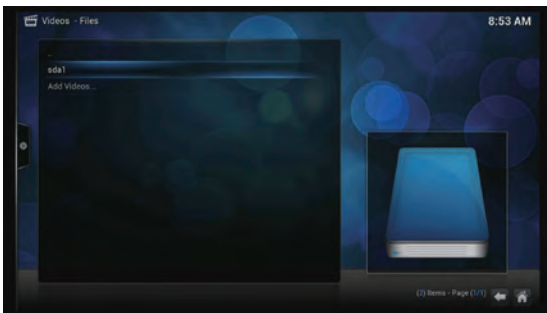 Videos - Files
8:53 AM
..
sda1
Add Videos...
(2) Items - Page (1/1)